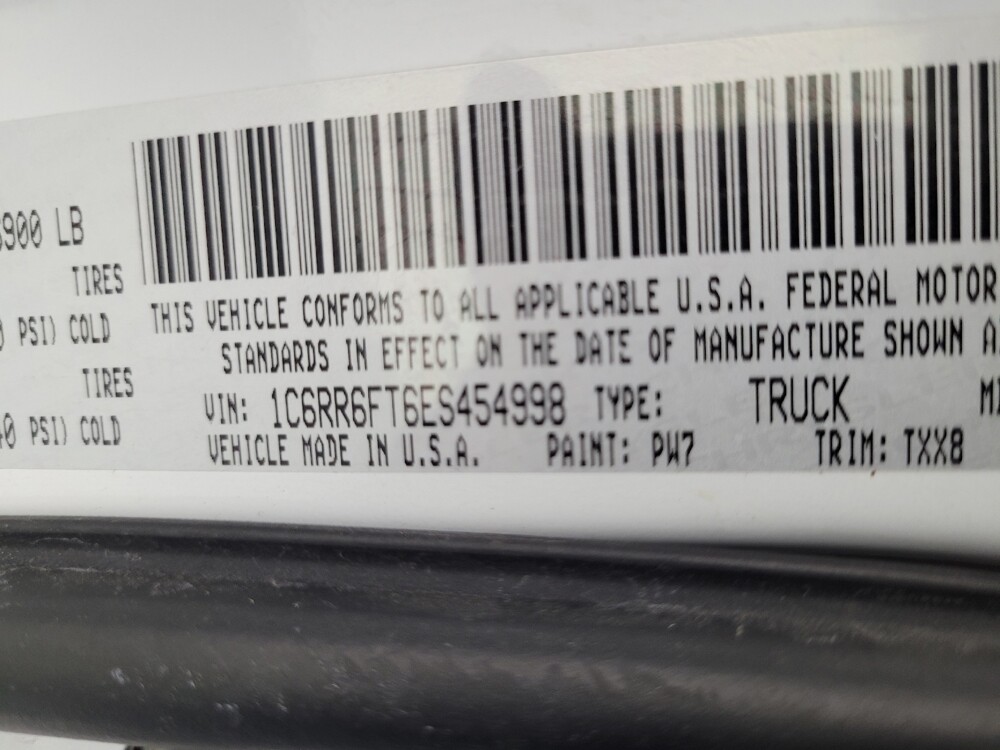 900 LB
TIRES
PSI) COLD
TIRES
PSI) COLD
THIS VEHICLE CONFORMS TO ALL APPLICABLE U.S.A. FEDERAL MOTOR
STANDARDS IN EFFECT ON THE DATE OF MANUFACTURE SHOWN
VIN: 1C6RR6FT6ES454998 TYPE: TRUCK
VEHICLE MADE IN U.S.A. PAINT: PW7 TRIM: TXX8